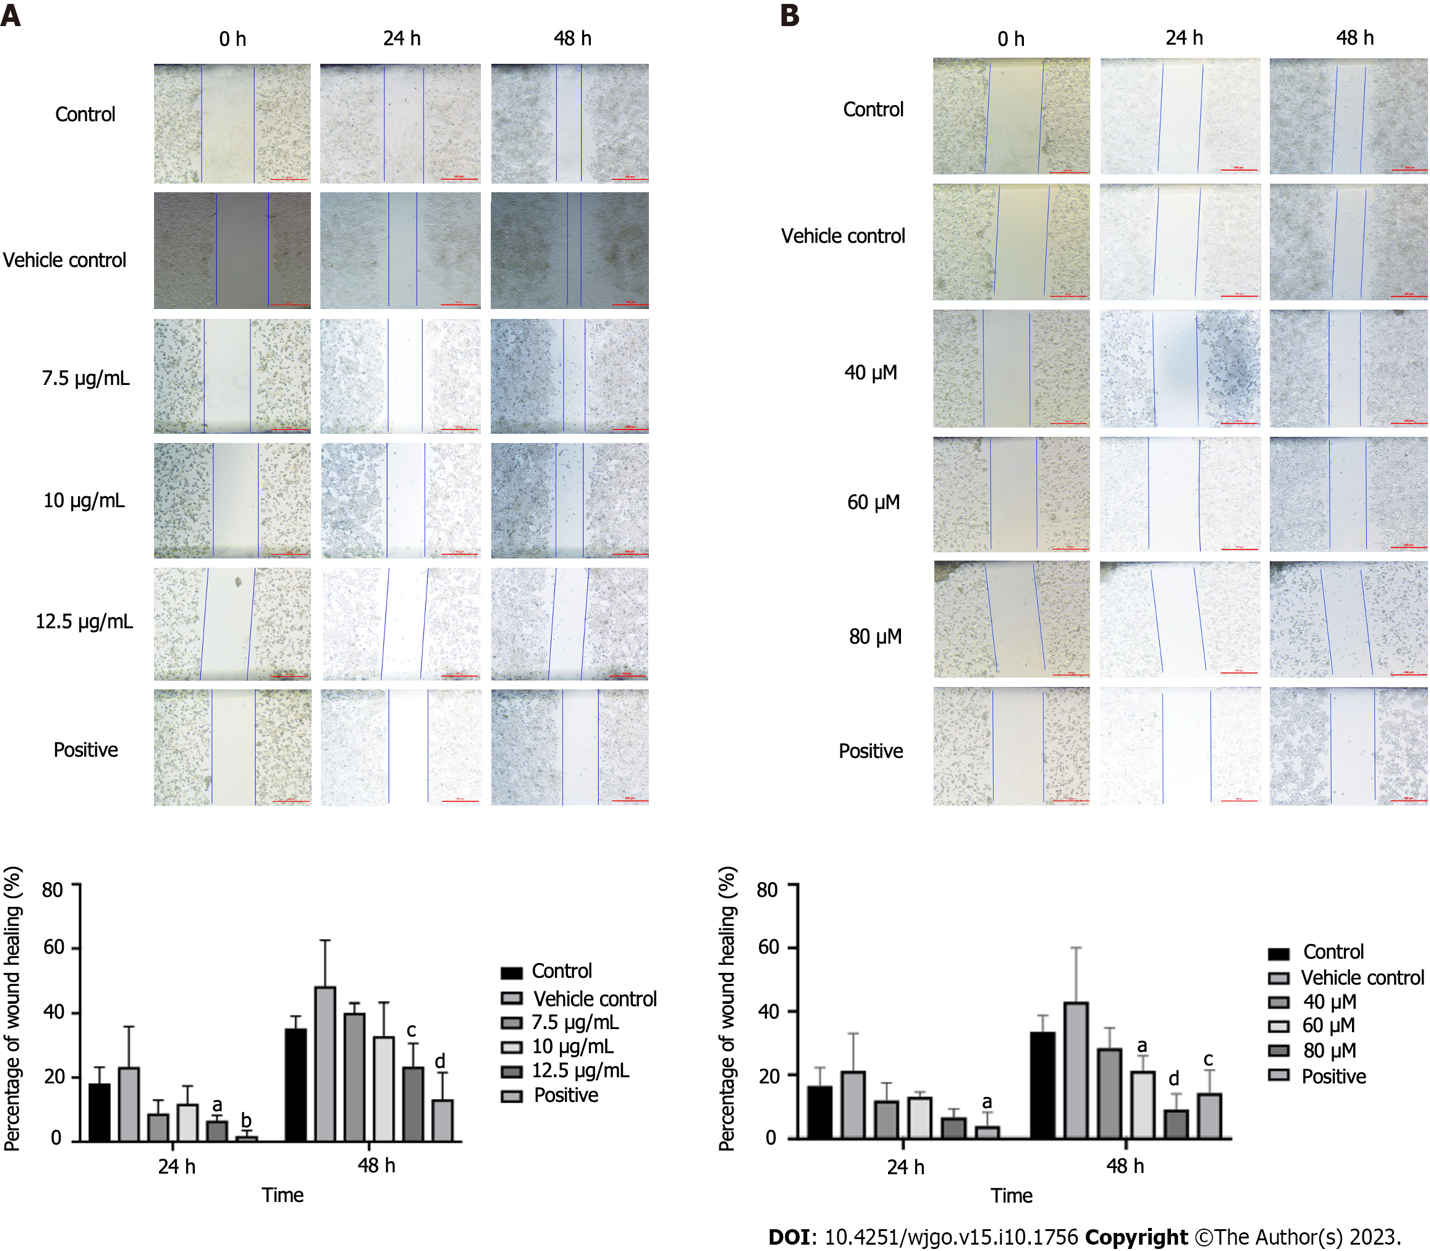 A
0 h 24 h 48 h
Control
Vehicle control
7.5 µg/mL
10 µg/mL
12.5 µg/mL
Positive
B
0 h 24 h 48 h
Control
Vehicle control
40 µM
60 µM
80 µM
Positive
Percentage of wound healing (%)
80
60
40
20
0
a
b
c
d
24 h 48 h
Time
Control
Vehicle control
7.5 µg/mL
10 µg/mL
12.5 µg/mL
Positive
Percentage of wound healing (%)
80
60
40
20
0
a
a
d
c
24 h 48 h
Time
Control
Vehicle control
40 µM
60 µM
80 µM
Positive
DOI: 10.4251/wjgo.v15.i10.1756 Copyright ©The Author(s) 2023.